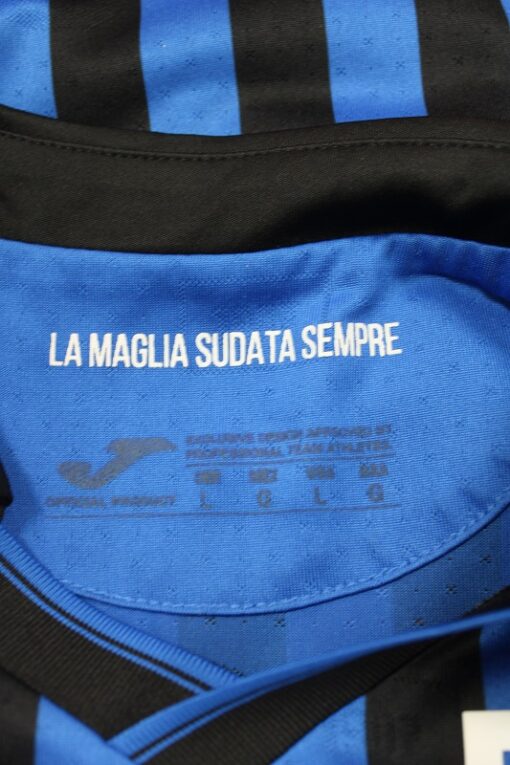 LA MAGLIA SUDATA SEMPRE
EXCLUSIVE DESIGN APPROVED BY
PROFESSIONAL TEAM ATHLETES.
OFFICIAL PRODUCT
L G L G